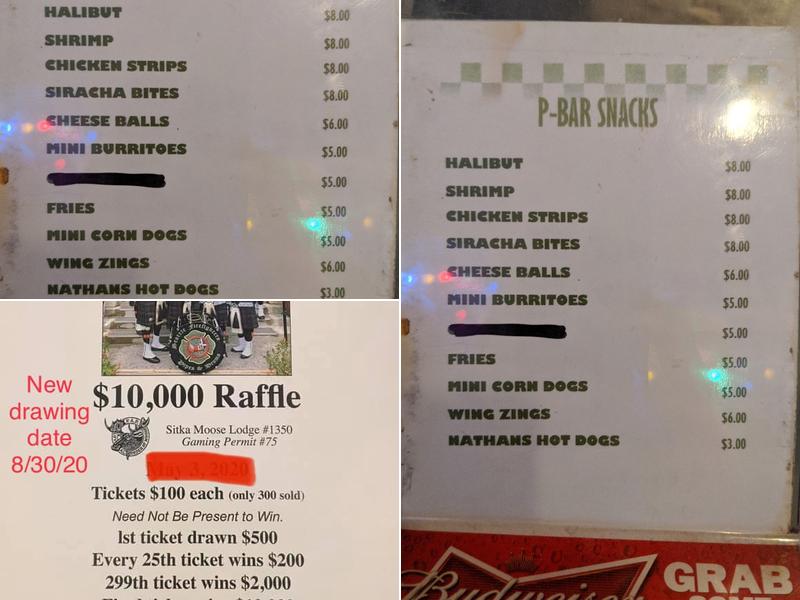 HALIBUT $8.00
SHRIMP $8.00
CHICKEN STRIPS $8.00
SIRACHA BITES $8.00
CHEESE BALLS $6.00
MINI BURRITOES $5.00
$5.00
FRIES $5.00
MINI CORN DOGS $5.00
WING ZINGS $6.00
NATHANS HOT DOGS $3.00
P-BAR SNACKS
HALIBUT $8.00
SHRIMP $8.00
CHICKEN STRIPS $8.00
SIRACHA BITES $8.00
CHEESE BALLS $6.00
MINI BURRITOES $5.00
$5.00
FRIES $5.00
MINI CORN DOGS $5.00
WING ZINGS $6.00
NATHANS HOT DOGS $3.00
Budweiser GRAB
New
drawing
date
8/30/20
$10,000 Raffle
Sitka Moose Lodge #1350
Gaming Permit #75
May 3, 2020
Tickets $100 each (only 300 sold)
Need Not Be Present to Win.
1st ticket drawn $500
Every 25th ticket wins $200
299th ticket wins $2,000